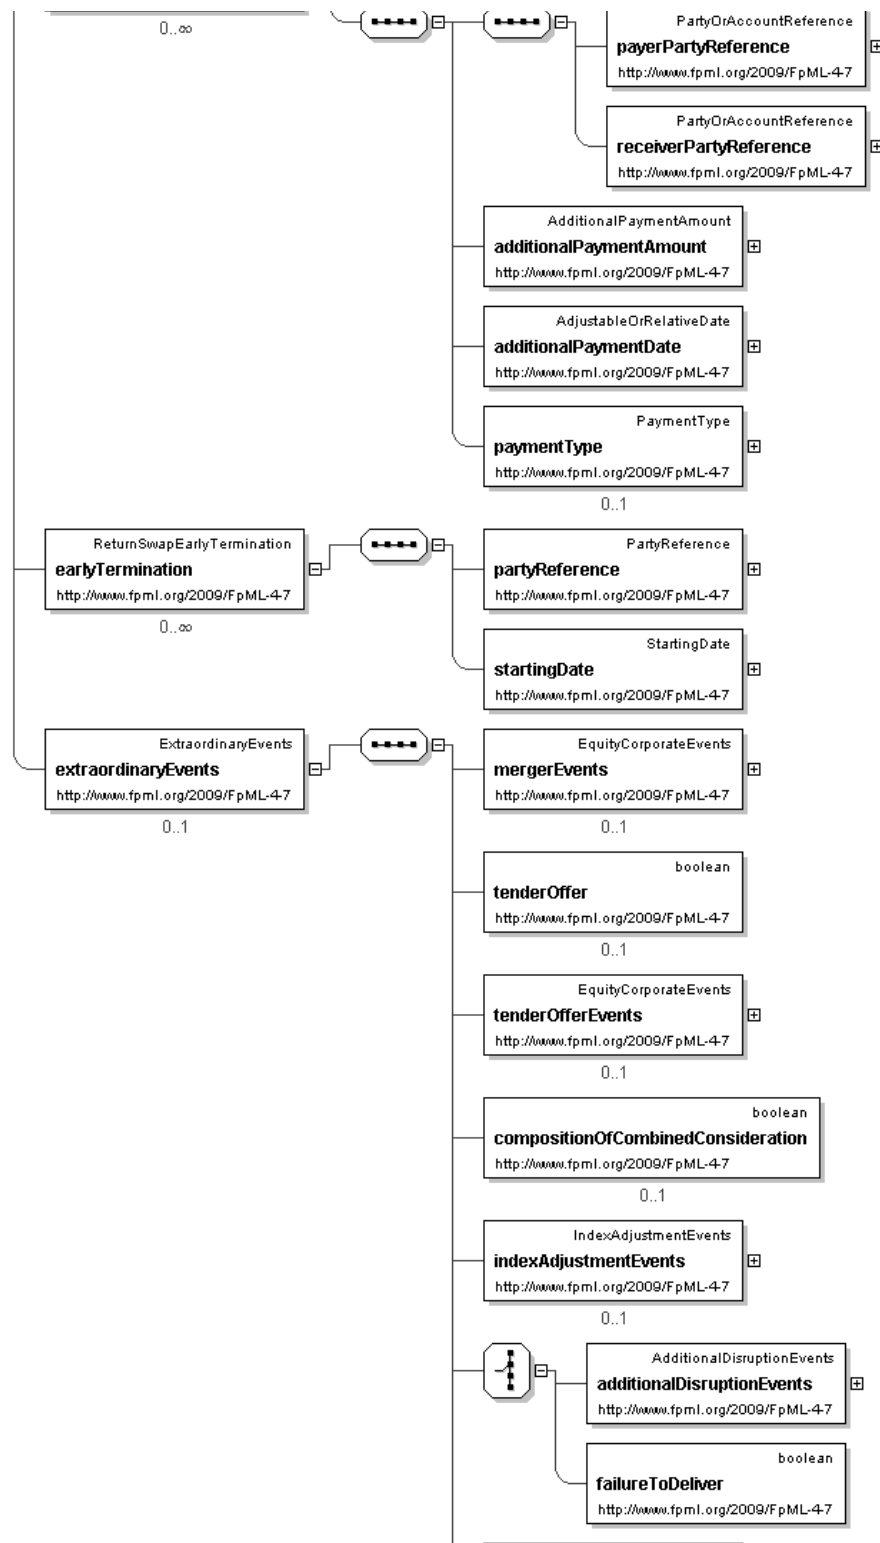 0..∞
PartyOrAccountReference
payerPartyReference
http://www.fpml.org/2009/FpML-4-7
PartyOrAccountReference
receiverPartyReference
http://www.fpml.org/2009/FpML-4-7
AdditionalPaymentAmount
additionalPaymentAmount
http://www.fpml.org/2009/FpML-4-7
AdjustableOrRelativeDate
additionalPaymentDate
http://www.fpml.org/2009/FpML-4-7
PaymentType
paymentType
http://www.fpml.org/2009/FpML-4-7
0..1
ReturnSwapEarlyTermination
earlyTermination
http://www.fpml.org/2009/FpML-4-7
0..∞
PartyReference
partyReference
http://www.fpml.org/2009/FpML-4-7
StartingDate
startingDate
http://www.fpml.org/2009/FpML-4-7
ExtraordinaryEvents
extraordinaryEvents
http://www.fpml.org/2009/FpML-4-7
0..1
EquityCorporateEvents
mergerEvents
http://www.fpml.org/2009/FpML-4-7
0..1
boolean
tenderOffer
http://www.fpml.org/2009/FpML-4-7
0..1
EquityCorporateEvents
tenderOfferEvents
http://www.fpml.org/2009/FpML-4-7
0..1
boolean
compositionOfCombinedConsideration
http://www.fpml.org/2009/FpML-4-7
0..1
IndexAdjustmentEvents
indexAdjustmentEvents
http://www.fpml.org/2009/FpML-4-7
0..1
AdditionalDisruptionEvents
additionalDisruptionEvents
http://www.fpml.org/2009/FpML-4-7
boolean
failureToDeliver
http://www.fpml.org/2009/FpML-4-7